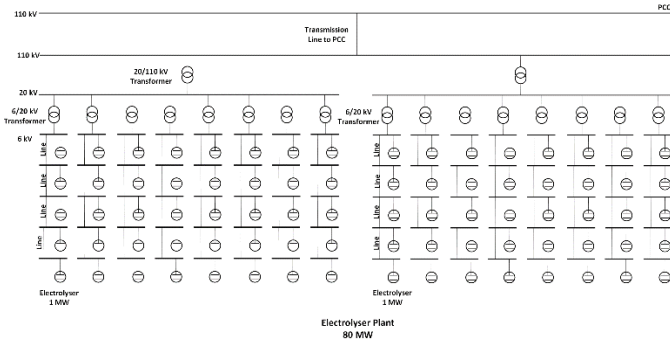 110 kV
PCC
Transmission
Line to PCC
110 kV
20/110 kV
Transformer
20 kV
6/20 kV
Transformer
6/20 kV
Transformer
6 kV
Line
Line
Line
Line
Line
Line
Line
Line
Electrolyser
1 MW
Electrolyser
1 MW
Electrolyser Plant
80 MW